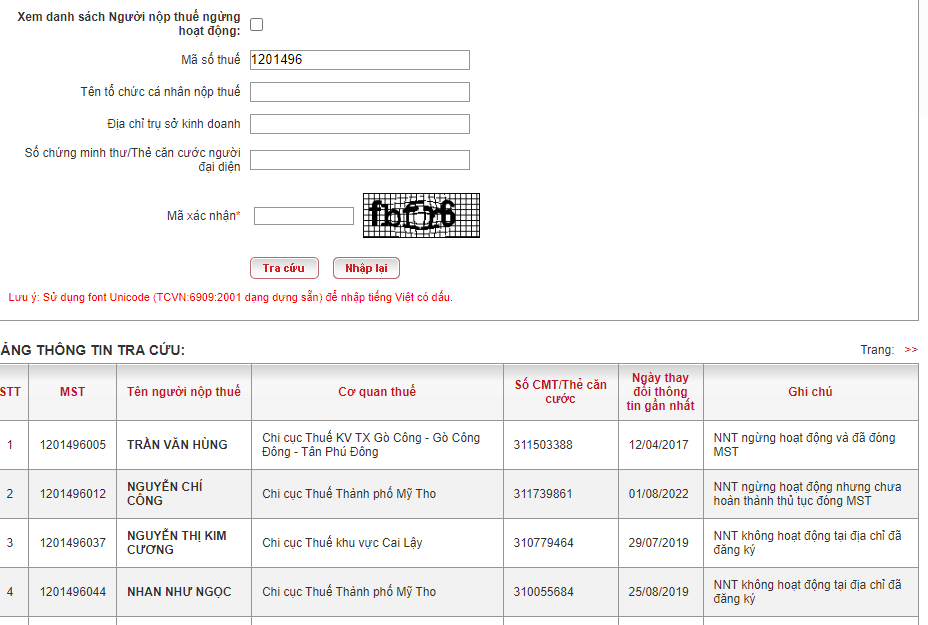 Xem danh sách Người nộp thuế ngừng
hoạt động:
Mã số thuế 1201496
Tên tổ chức cá nhân nộp thuế
Địa chỉ trụ sở kinh doanh
Số chứng minh thư/Thẻ căn cước người
đại diện
Mã xác nhận*
Tra cứu Nhập lại
Lưu ý: Sử dụng font Unicode (TCVN:6909:2001 dạng dựng sẵn) để nhập tiếng Việt có dấu.
ẢNG THÔNG TIN TRA CỨU: Trang: >>
STT MST Tên người nộp thuế Cơ quan thuế Số CMT/Thẻ căn cước Ngày thay đổi thông tin gần nhất Ghi chú
1 1201496005 TRẦN VĂN HÙNG Chi cục Thuế KV TX Gò Công - Gò Công Đông - Tân Phú Đông 311503388 12/04/2017 NNT ngừng hoạt động và đã đóng MST
2 1201496012 NGUYỄN CHÍ CÔNG Chi cục Thuế Thành phố Mỹ Tho 311739861 01/08/2022 NNT ngừng hoạt động nhưng chưa hoàn thành thủ tục đóng MST
3 1201496037 NGUYỄN THỊ KIM CƯƠNG Chi cục Thuế khu vực Cai Lậy 310779464 29/07/2019 NNT không hoạt động tại địa chỉ đã đăng ký
4 1201496044 NHAN NHƯ NGỌC Chi cục Thuế Thành phố Mỹ Tho 310055684 25/08/2019 NNT không hoạt động tại địa chỉ đã đăng ký